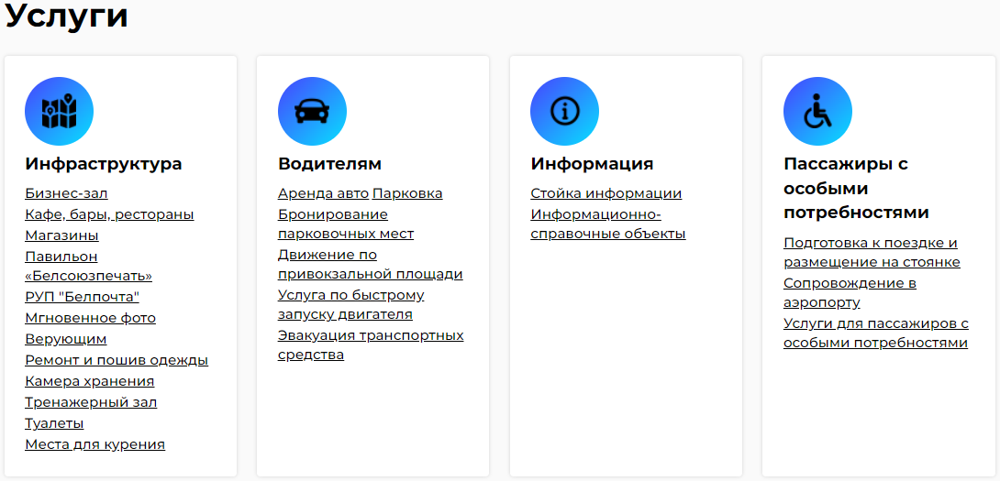 Услуги
Инфраструктура
Бизнес-зал
Кафе, бары, рестораны
Магазины
Павильон
«Белсоюзпечать»
РУП "Белпочта"
Мгновенное фото
Верующим
Ремонт и пошив одежды
Камера хранения
Тренажерный зал
Туалеты
Места для курения
Водителям
Аренда авто Парковка
Бронирование
парковочных мест
Движение по
привокзальной площади
Услуга по быстрому
запуску двигателя
Эвакуация транспортных
средства
Информация
Стойка информации
Информационно-
справочные объекты
Пассажиры с
особыми
потребностями
Подготовка к поездке и
размещение на стоянке
Сопровождение в
аэропорту
Услуги для пассажиров с
особыми потребностями